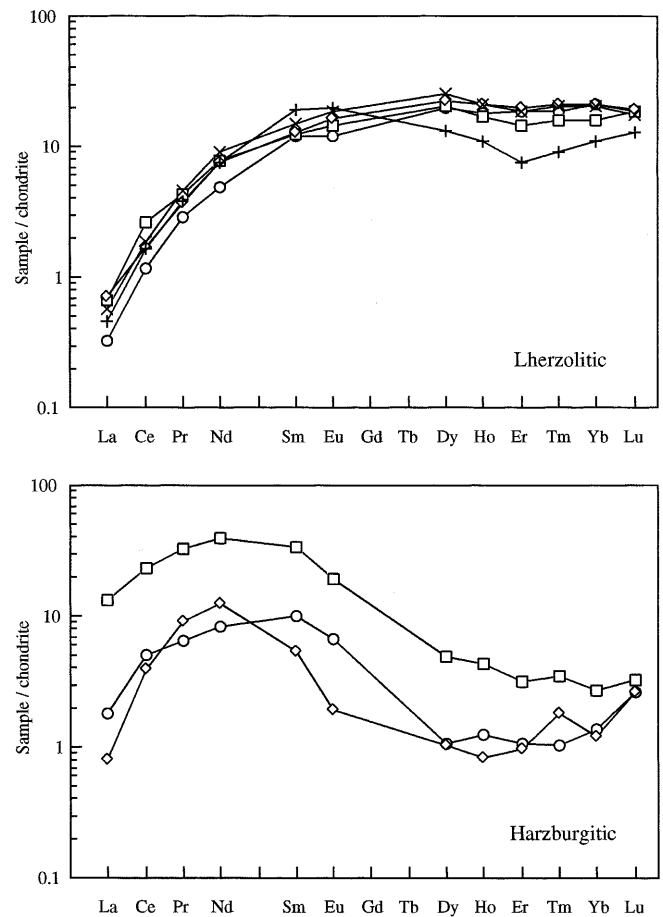 100
10
Sample / chondrite
1
Lherzolitic
0.1
La Ce Pr Nd Sm Eu Gd Tb Dy Ho Er Tm Yb Lu
100
10
Sample / chondrite
1
Harzburgitic
0.1
La Ce Pr Nd Sm Eu Gd Tb Dy Ho Er Tm Yb Lu